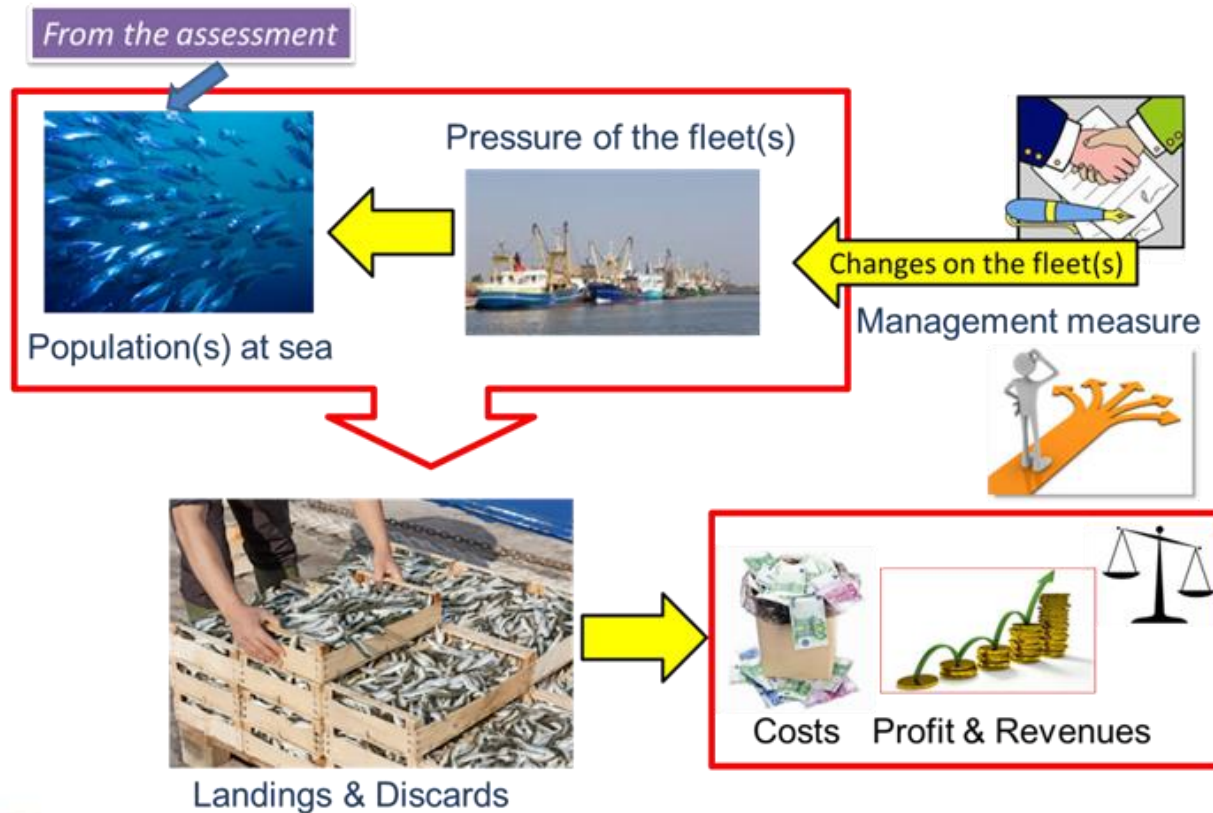 From the assessment
Pressure of the fleet(s)
Changes on the fleet(s)
Population(s) at sea
Management measure
Costs
Profit & Revenues
Landings & Discards